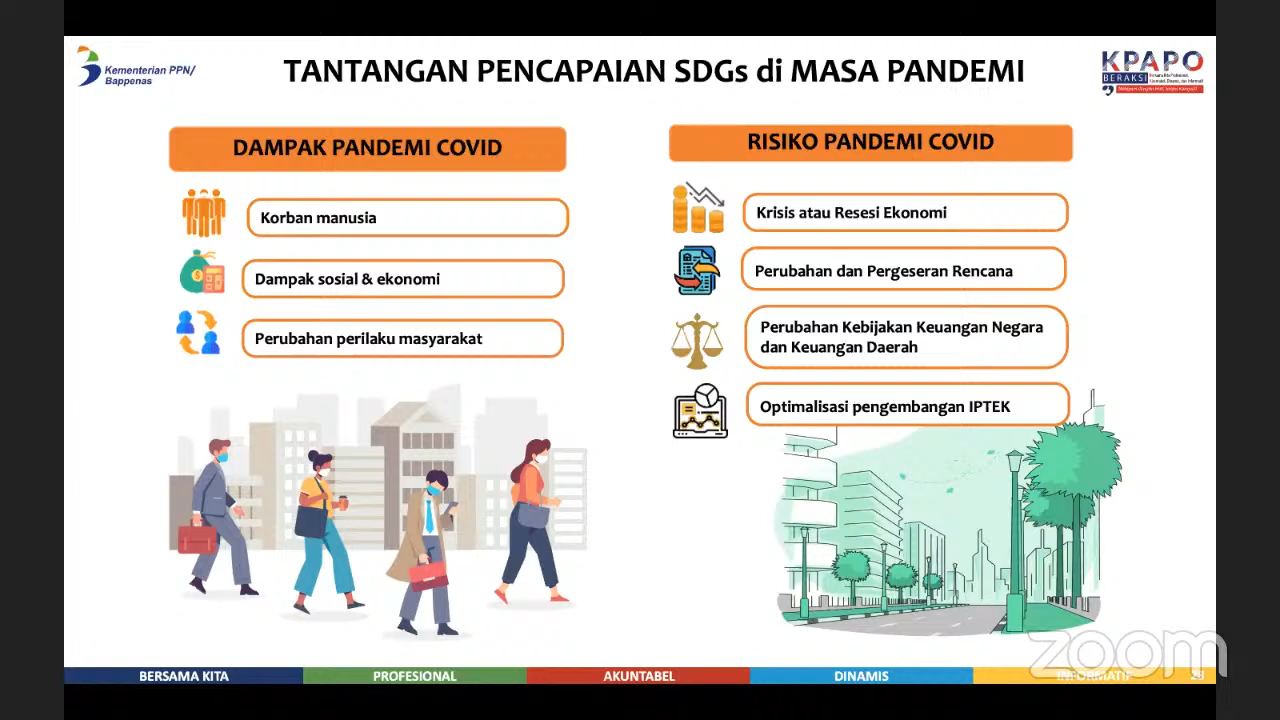 Kementerian PPN/
Bappenas
TANTANGAN PENCAPAIAN SDGs di MASA PANDEMI
KPAPO
BERAKSI
DAMPAK PANDEMI COVID
Korban manusia
Dampak sosial & ekonomi
Perubahan perilaku masyarakat
RISIKO PANDEMI COVID
Krisis atau Resesi Ekonomi
Perubahan dan Pergeseran Rencana
Perubahan Kebijakan Keuangan Negara
dan Keuangan Daerah
Optimalisasi pengembangan IPTEK
zoom
BERSAMA KITA
PROFESIONAL
AKUNTABEL
DINAMIS
INFORMATIF